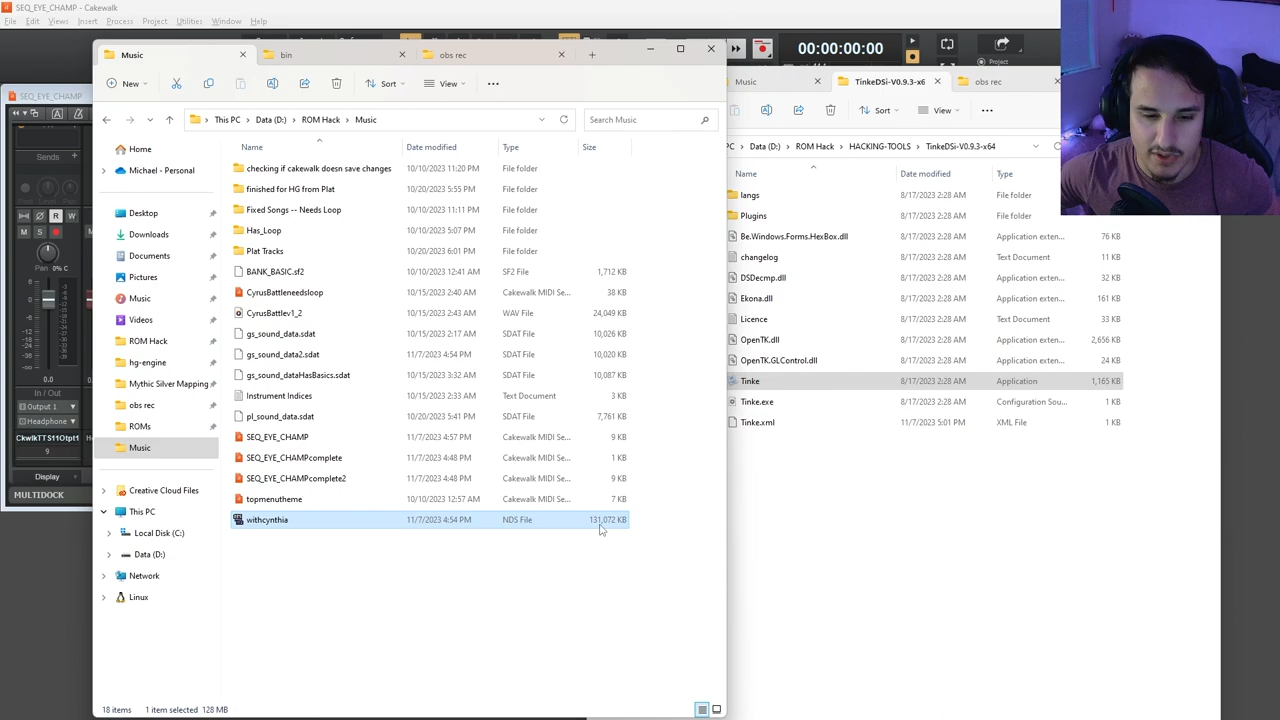 SEQ_EYE_CHAMP - Cakewalk
File Edit Views Insert Process Project Utilities Window Help
00:00:00:00
Project
SEQ_EYE_CHAMP
Sends
R W
M S
Pan 0% C
0.0
In / Out
Output 1
Headphone
CkwlkTTS11Otpt1
9
Display
MULTIDOCK
Music
bin
obs rec
New
Sort
View
This PC > Data (D:) > ROM Hack > Music
Search Music
Home
Michael - Personal
Desktop
Downloads
Documents
Pictures
Music
Videos
ROM Hack
hg-engine
Mythic Silver Mapping
obs rec
ROMs
Music
Creative Cloud Files
This PC
Local Disk (C:)
Data (D:)
Network
Linux
Name Date modified Type Size
checking if cakewalk doesn save changes 10/10/2023 11:20 PM File folder
finished for HG from Plat 10/20/2023 5:55 PM File folder
Fixed Songs -- Needs Loop 10/10/2023 11:11 PM File folder
Has_Loop 10/10/2023 5:07 PM File folder
Plat Tracks 10/20/2023 6:01 PM File folder
BANK_BASIC.sf2 10/10/2023 12:41 AM SF2 File 1,712 KB
CyrusBattleneedsloop 10/15/2023 2:40 AM Cakewalk MIDI Se... 38 KB
CyrusBattlev1_2 10/15/2023 2:43 AM WAV File 24,049 KB
gs_sound_data.sdat 10/15/2023 2:17 AM SDAT File 10,026 KB
gs_sound_data2.sdat 11/7/2023 4:54 PM SDAT File 10,020 KB
gs_sound_dataHasBasics.sdat 10/15/2023 3:32 AM SDAT File 10,087 KB
Instrument Indices 10/15/2023 2:33 AM Text Document 3 KB
pl_sound_data.sdat 10/20/2023 5:41 PM SDAT File 7,761 KB
SEQ_EYE_CHAMP 11/7/2023 4:57 PM Cakewalk MIDI Se... 9 KB
SEQ_EYE_CHAMPcomplete 11/7/2023 4:48 PM Cakewalk MIDI Se... 1 KB
SEQ_EYE_CHAMPcomplete2 11/7/2023 4:48 PM Cakewalk MIDI Se... 9 KB
topmenutheme 10/10/2023 12:57 AM Cakewalk MIDI Se... 7 KB
withcynthia 11/7/2023 4:54 PM NDS File 131,072 KB
18 items 1 item selected 128 MB
Music
TinkeDSi-V0.9.3-x6
obs rec
Sort
View
PC > Data (D:) > ROM Hack > HACKING-TOOLS > TinkeDSi-V0.9.3-x64
Name Date modified Type
langs 8/17/2023 2:28 AM File folder
Plugins 8/17/2023 2:28 AM File folder
Be.Windows.Forms.HexBox.dll 8/17/2023 2:28 AM Application exten... 76 KB
changelog 8/17/2023 2:28 AM Text Document 11 KB
DSDecmp.dll 8/17/2023 2:28 AM Application exten... 32 KB
Ekona.dll 8/17/2023 2:28 AM Application exten... 161 KB
Licence 8/17/2023 2:28 AM Text Document 33 KB
OpenTK.dll 8/17/2023 2:28 AM Application exten... 2,656 KB
OpenTK.GLControl.dll 8/17/2023 2:28 AM Application exten... 24 KB
Tinke 8/17/2023 2:28 AM Application 1,165 KB
Tinke.exe 8/17/2023 2:28 AM Configuration Sou... 1 KB
Tinke.xml 11/7/2023 5:01 PM XML File 1 KB